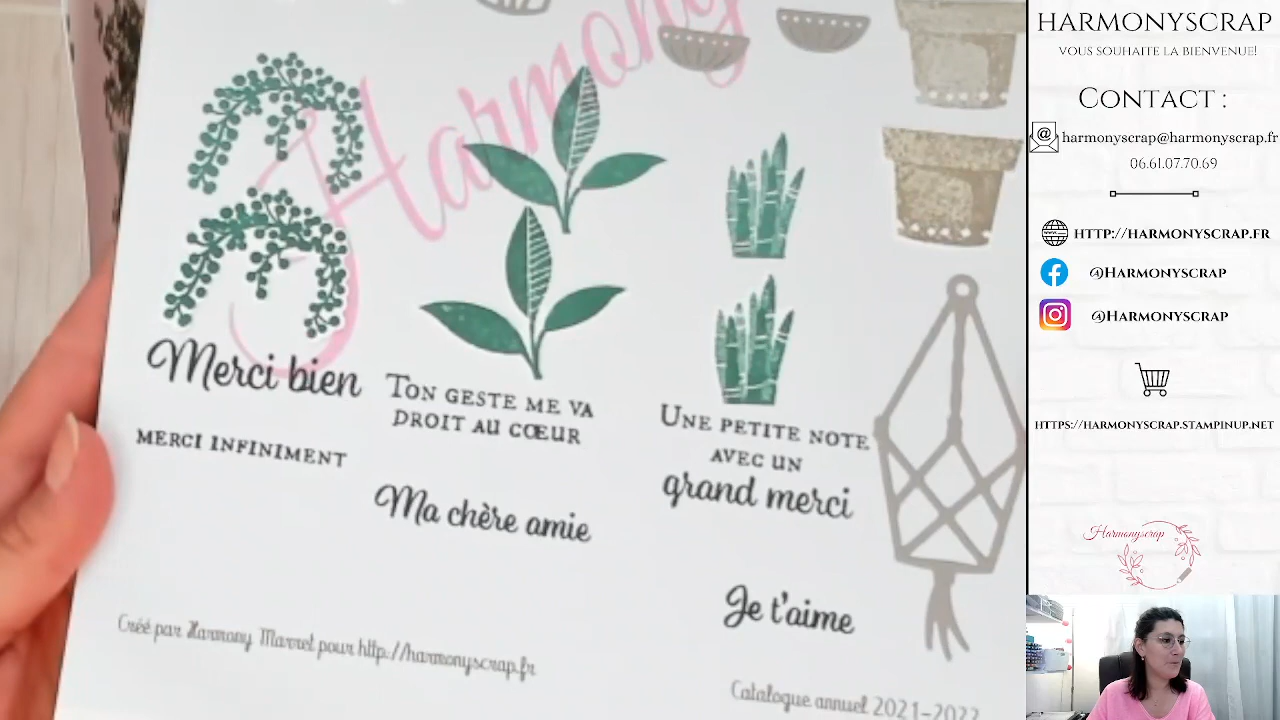 Harmony
Merci bien
MERCI INFINIMENT
TON GESTE ME VA
DROIT AU CŒUR
Ma chère amie
UNE PETITE NOTE
AVEC UN
grand merci
Je t'aime
Créé par Harmony Marret pour http://harmonyscrap.fr
Catalogue annuel 2021-2022
HARMONYSCRAP
VOUS SOUHAITE LA BIENVENUE!
CONTACT :
harmonyscrap@harmonyscrap.fr
06.61.07.70.69
HTTP://HARMONYSCRAP.FR
@HARMONYSCRAP
@HARMONYSCRAP
HTTPS://HARMONYSCRAP.STAMPINUP.NET
Harmonyscrap